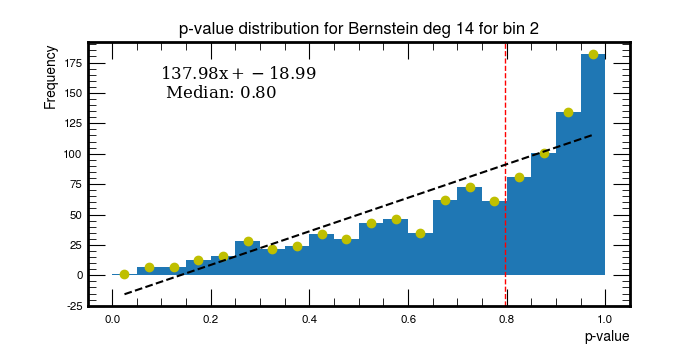 p-value distribution for Bernstein deg 14 for bin 2
Frequency
137.98x + −18.99
Median: 0.80
175
150
125
100
75
50
25
0
-25
0.0 0.2 0.4 0.6 0.8 1.0
p-value